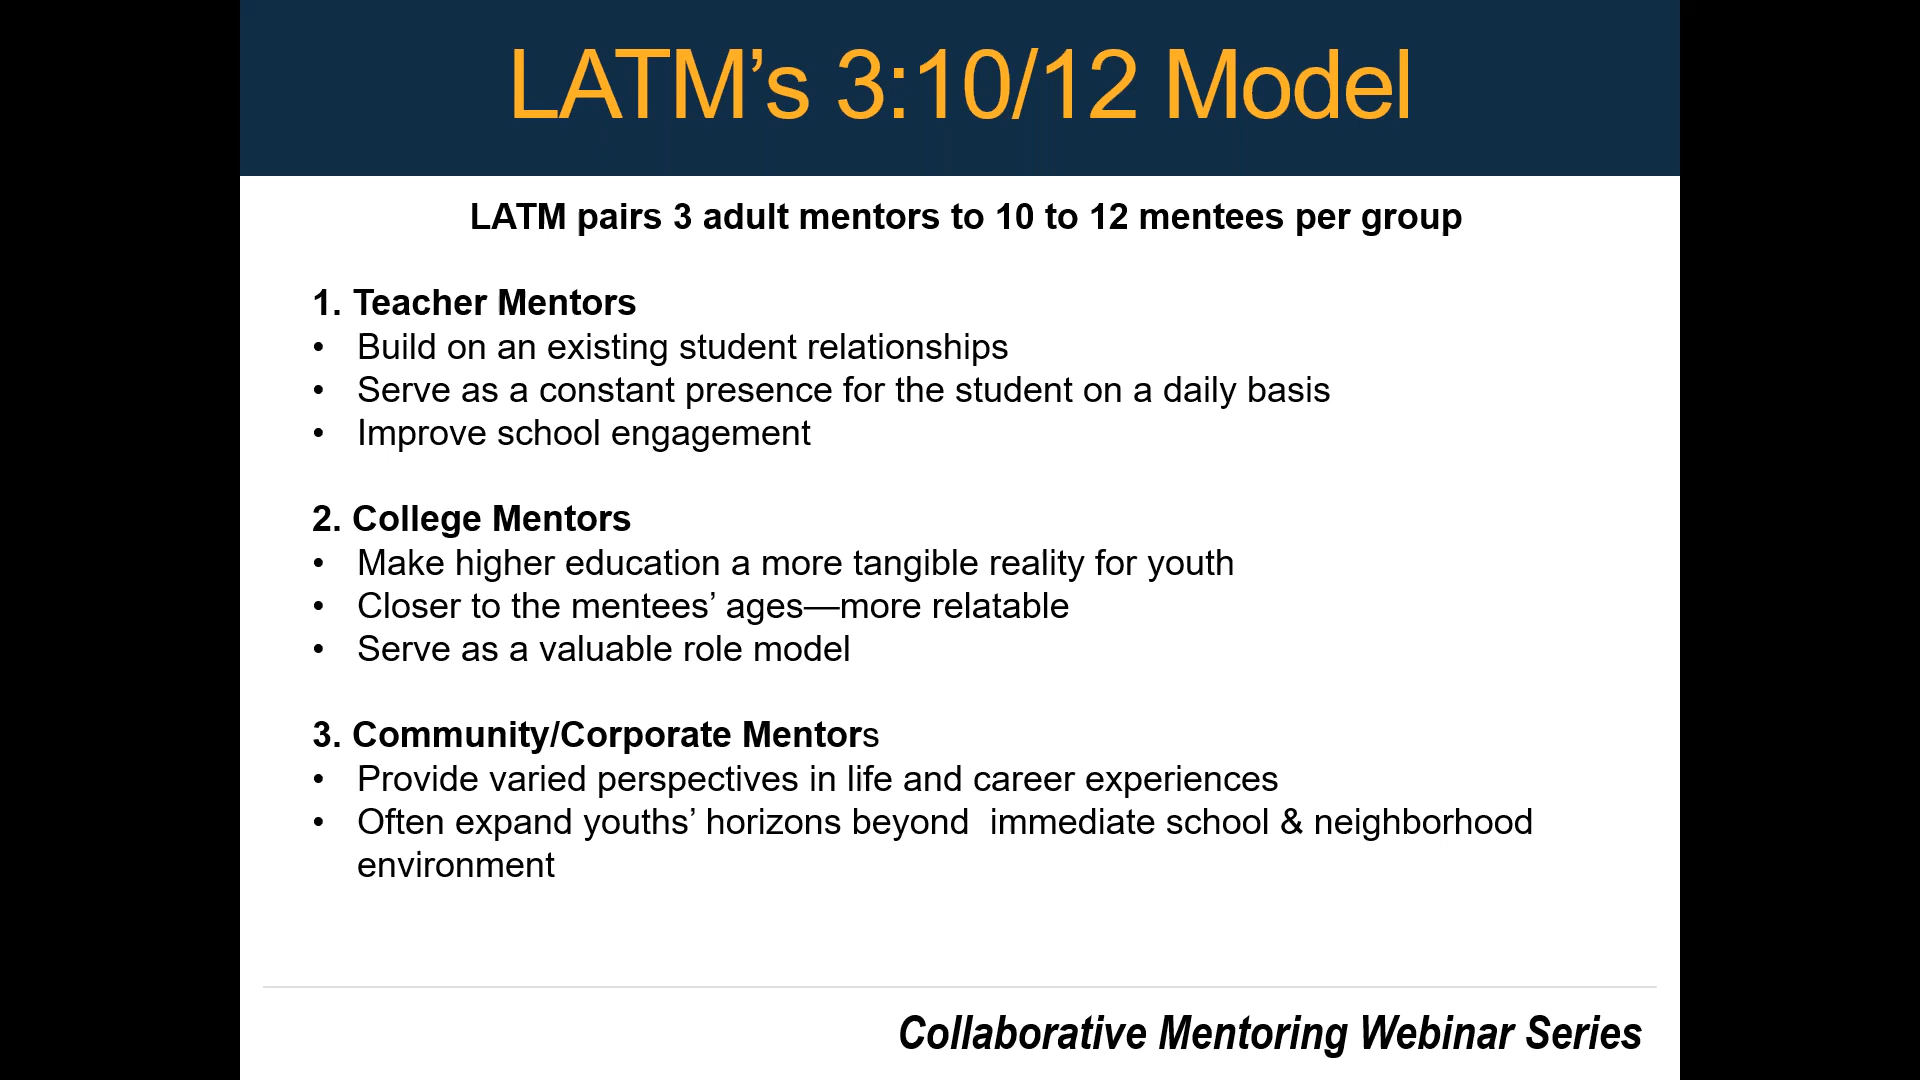 LATM’s 3:10/12 Model
LATM pairs 3 adult mentors to 10 to 12 mentees per group
1. Teacher Mentors
• Build on an existing student relationships
• Serve as a constant presence for the student on a daily basis
• Improve school engagement
2. College Mentors
• Make higher education a more tangible reality for youth
• Closer to the mentees’ ages—more relatable
• Serve as a valuable role model
3. Community/Corporate Mentors
• Provide varied perspectives in life and career experiences
• Often expand youths’ horizons beyond  immediate school & neighborhood
environment
Collaborative Mentoring Webinar Series